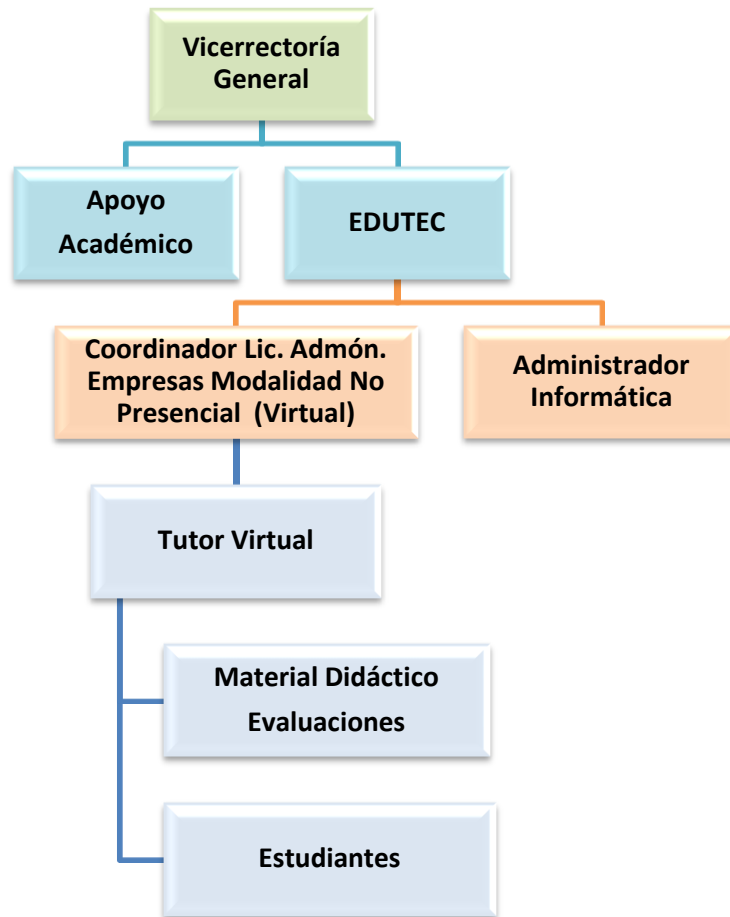 Vicerrectoría
General
Apoyo
Académico
EDUTEC
Coordinador Lic. Admón.
Empresas Modalidad No
Presencial (Virtual)
Administrador
Informática
Tutor Virtual
Material Didáctico
Evaluaciones
Estudiantes